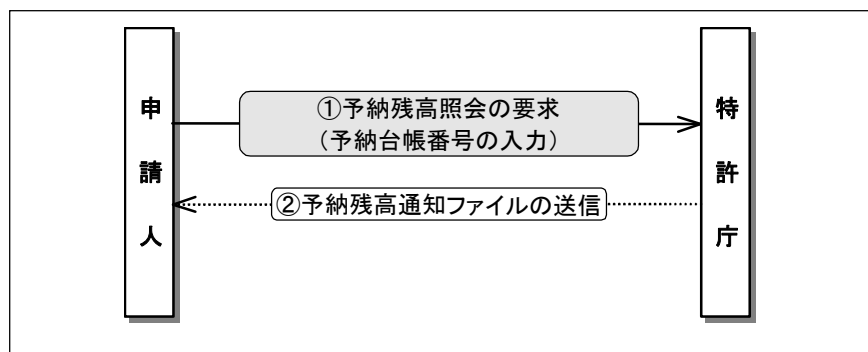 申請人
①予納残高照会の要求
(予納台帳番号の入力)
②予納残高通知ファイルの送信
特許庁